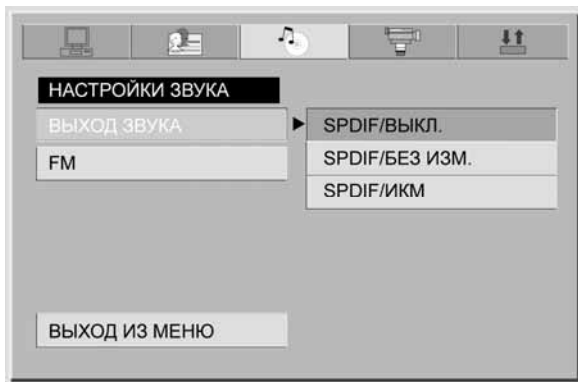 НАСТРОЙКИ ЗВУКА
ВЫХОД ЗВУКА
SPDIF/ВЫКЛ.
FM
SPDIF/БЕЗ ИЗМ.
SPDIF/ИКМ
ВЫХОД ИЗ МЕНЮ